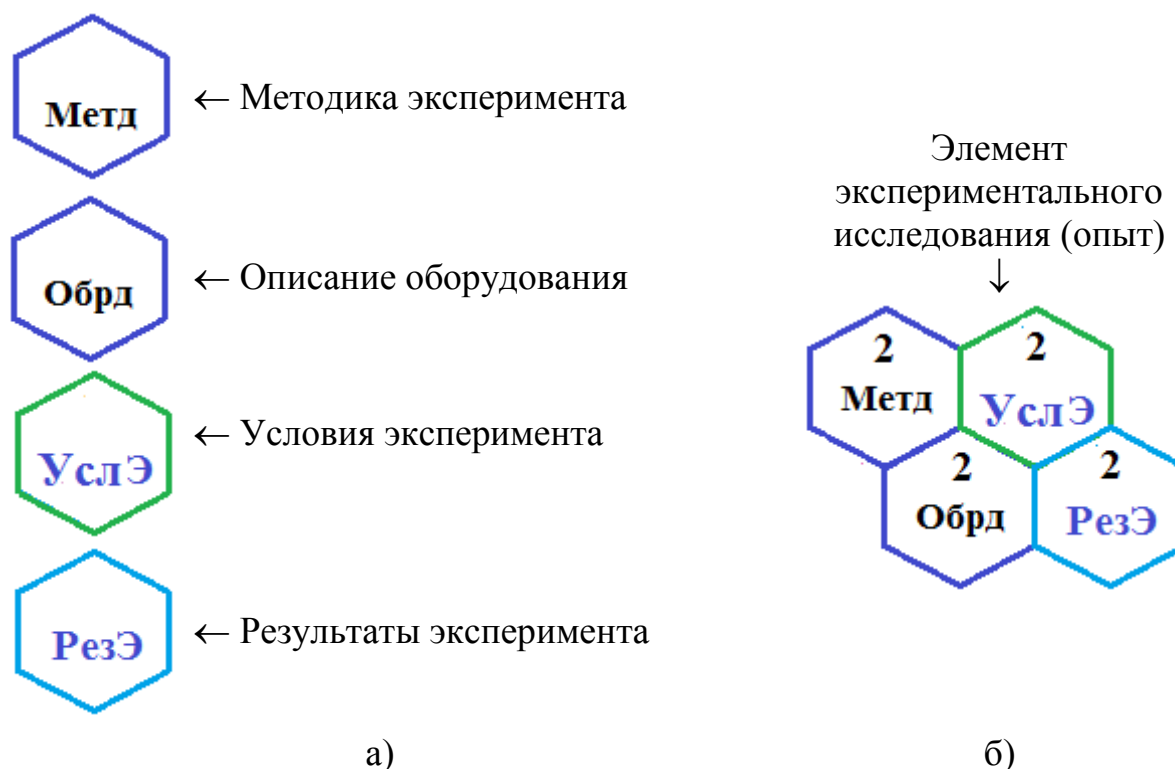 Метд
← Методика эксперимента
Обрд
← Описание оборудования
УслЭ
← Условия эксперимента
РезЭ
← Результаты эксперимента
а)
Элемент
экспериментального
исследования (опыт)
↓
2 2
Метд УслЭ
2 2
Обрд РезЭ
б)